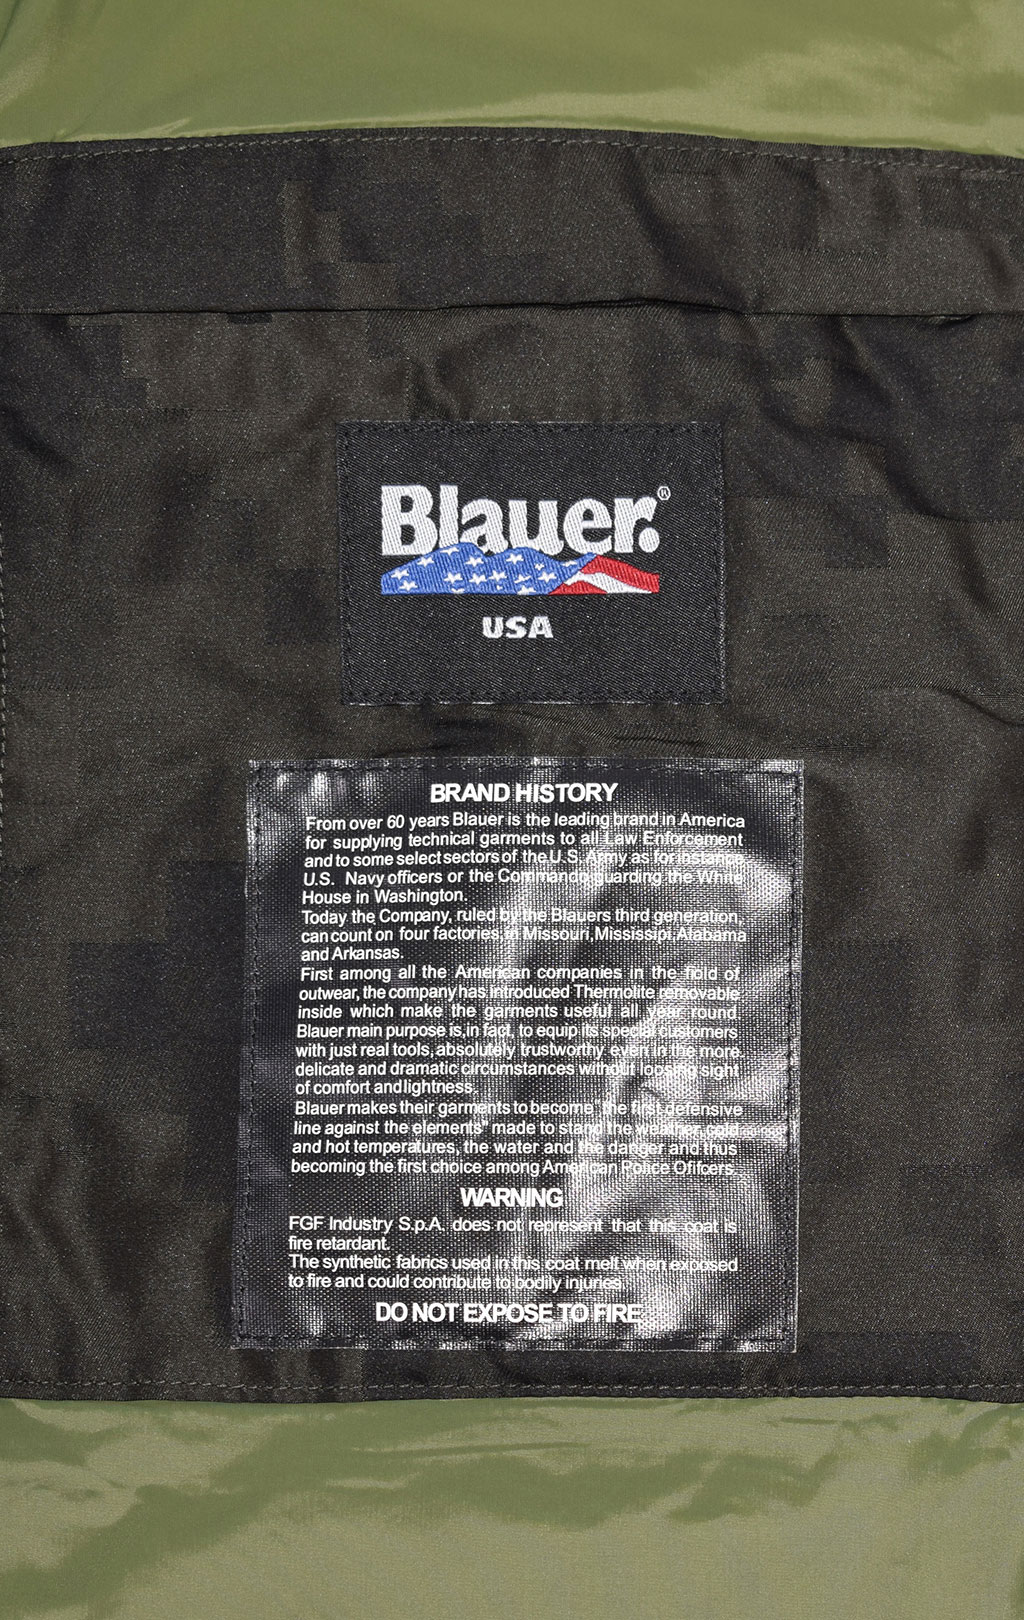 Blauer.®
USA
BRAND HISTORY
From over 60 years Blauer is the leading brand in America
for supplying technical garments to all Law Enforcement
and to some select sectors of the U.S. Army as for instance
U.S. Navy officers or the Commando guarding the White
House in Washington.
Today the Company, ruled by the Blauers third generation,
can count on four factories, in Missouri, Mississipi, Alabama
and Arkansas.
First among all the American companies in the field of
outwear, the company has introduced Thermolite removable
inside which make the garments useful all year round.
Blauer main purpose is, in fact, to equip its special customers
with just real tools, absolutely trustworthy even in the more
delicate and dramatic circumstances without loosing sight
of comfort and lightness.
Blauer makes their garments to become "the first defensive
line against the elements" made to stand the weather, cold
and hot temperatures, the water and the danger and thus
becoming the first choice among American Police Ofifcers.
WARNING
FGF Industry S.p.A. does not represent that this coat is
fire retardant.
The synthetic fabrics used in this coat melt when exposed
to fire and could contribute to bodily injuries.
DO NOT EXPOSE TO FIRE